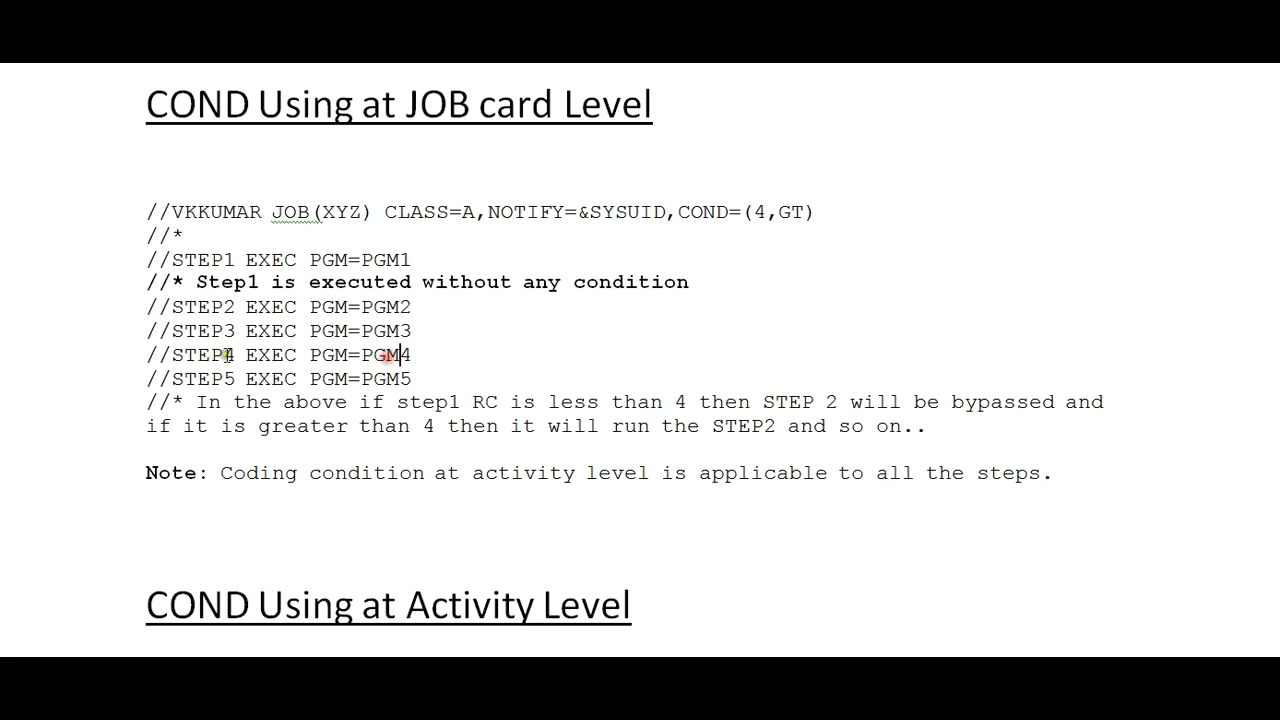 COND Using at JOB card Level
//VKKUMAR JOB(XYZ) CLASS=A,NOTIFY=&SYSUID,COND=(4,GT)
//*
//STEP1 EXEC PGM=PGM1
//* Step1 is executed without any condition
//STEP2 EXEC PGM=PGM2
//STEP3 EXEC PGM=PGM3
//STEP4 EXEC PGM=PGM4
//STEP5 EXEC PGM=PGM5
//* In the above if step1 RC is less than 4 then STEP 2 will be bypassed and
if it is greater than 4 then it will run the STEP2 and so on..
Note: Coding condition at activity level is applicable to all the steps.
COND Using at Activity Level